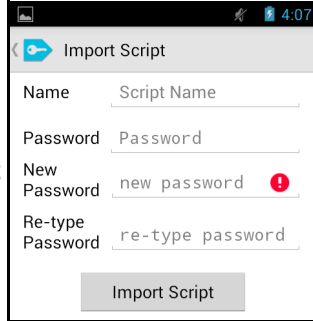 4:07
Import Script
Name Script Name
Password Password
New
Password new password
Re-type
Password re-type password
Import Script